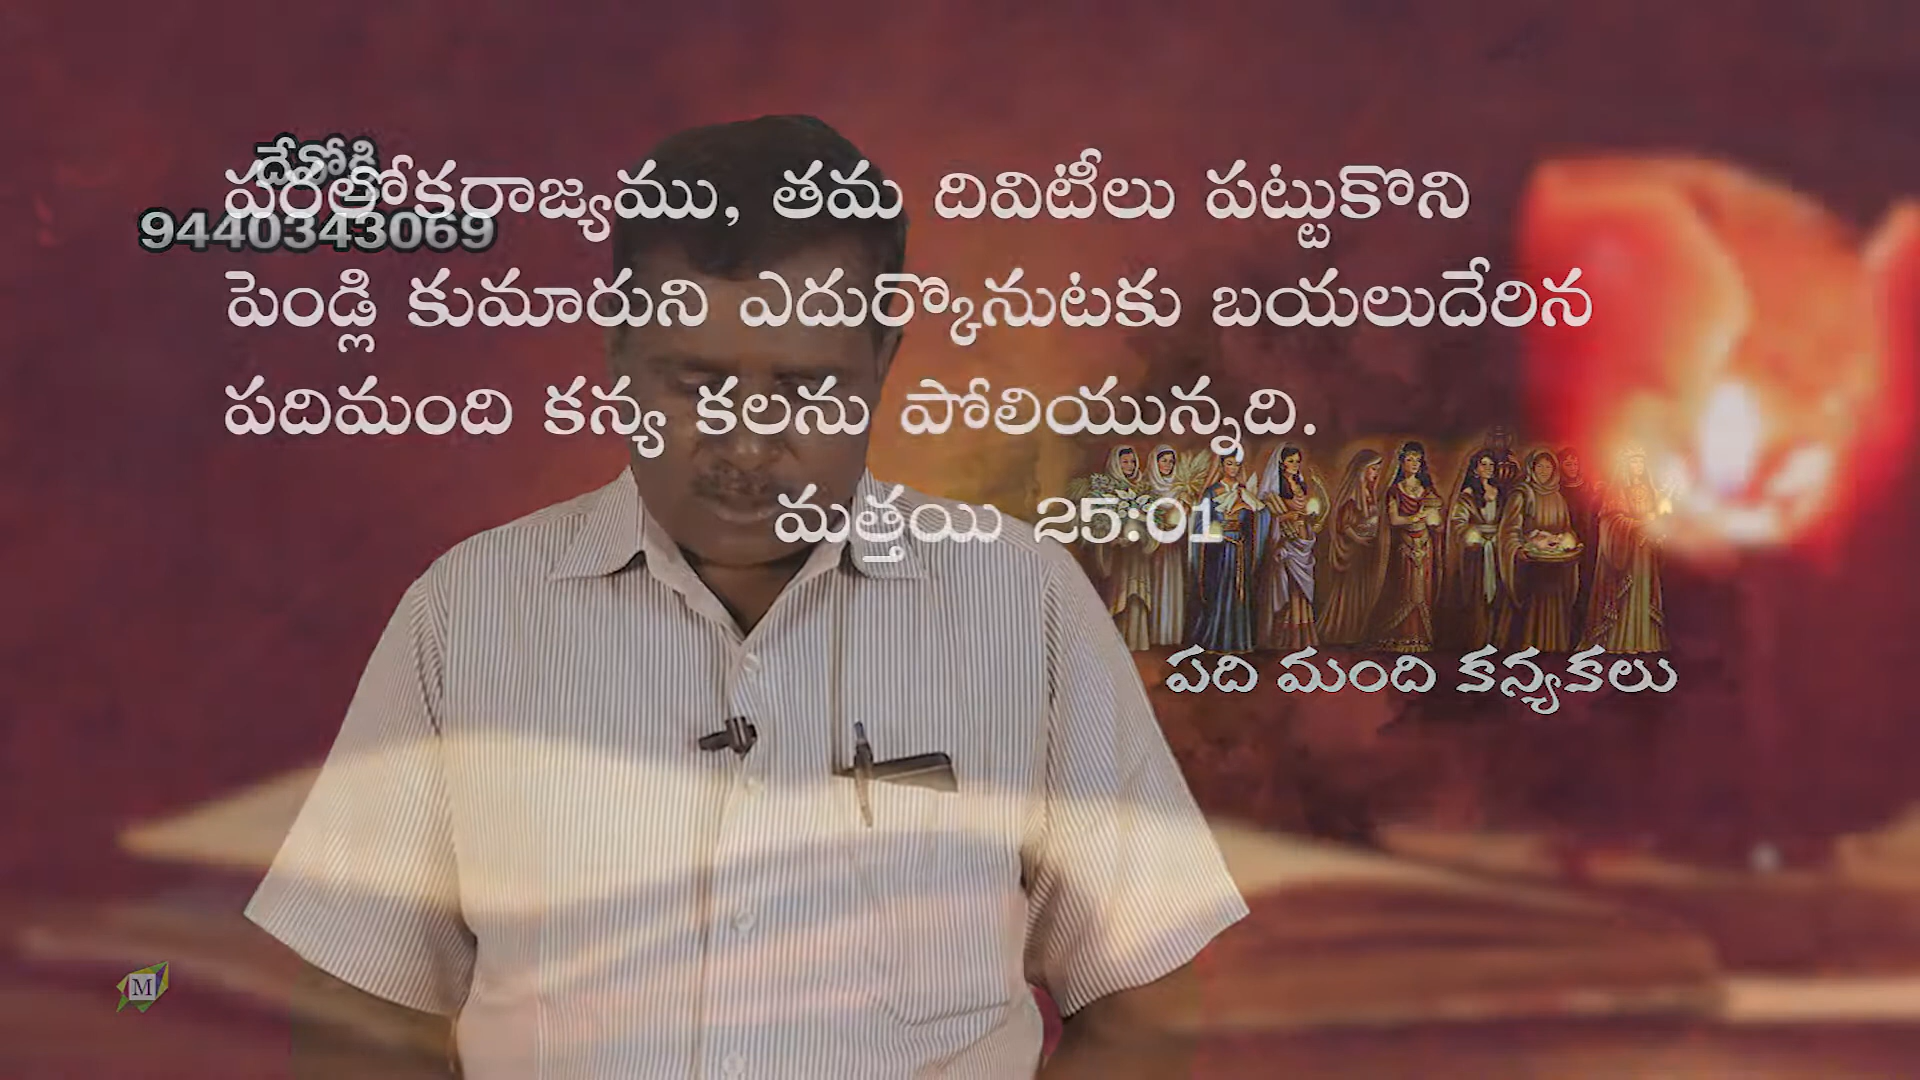 దేహోక్తి
9440343069
పరలోకరాజ్యము, తమ దివిటీలు పట్టుకొని
పెండ్లి కుమారుని ఎదుర్కొనుటకు బయలుదేరిన
పదిమంది కన్య కలను పోలియున్నది.
మత్తయి 25:01
పది మంది కన్యకలు
M